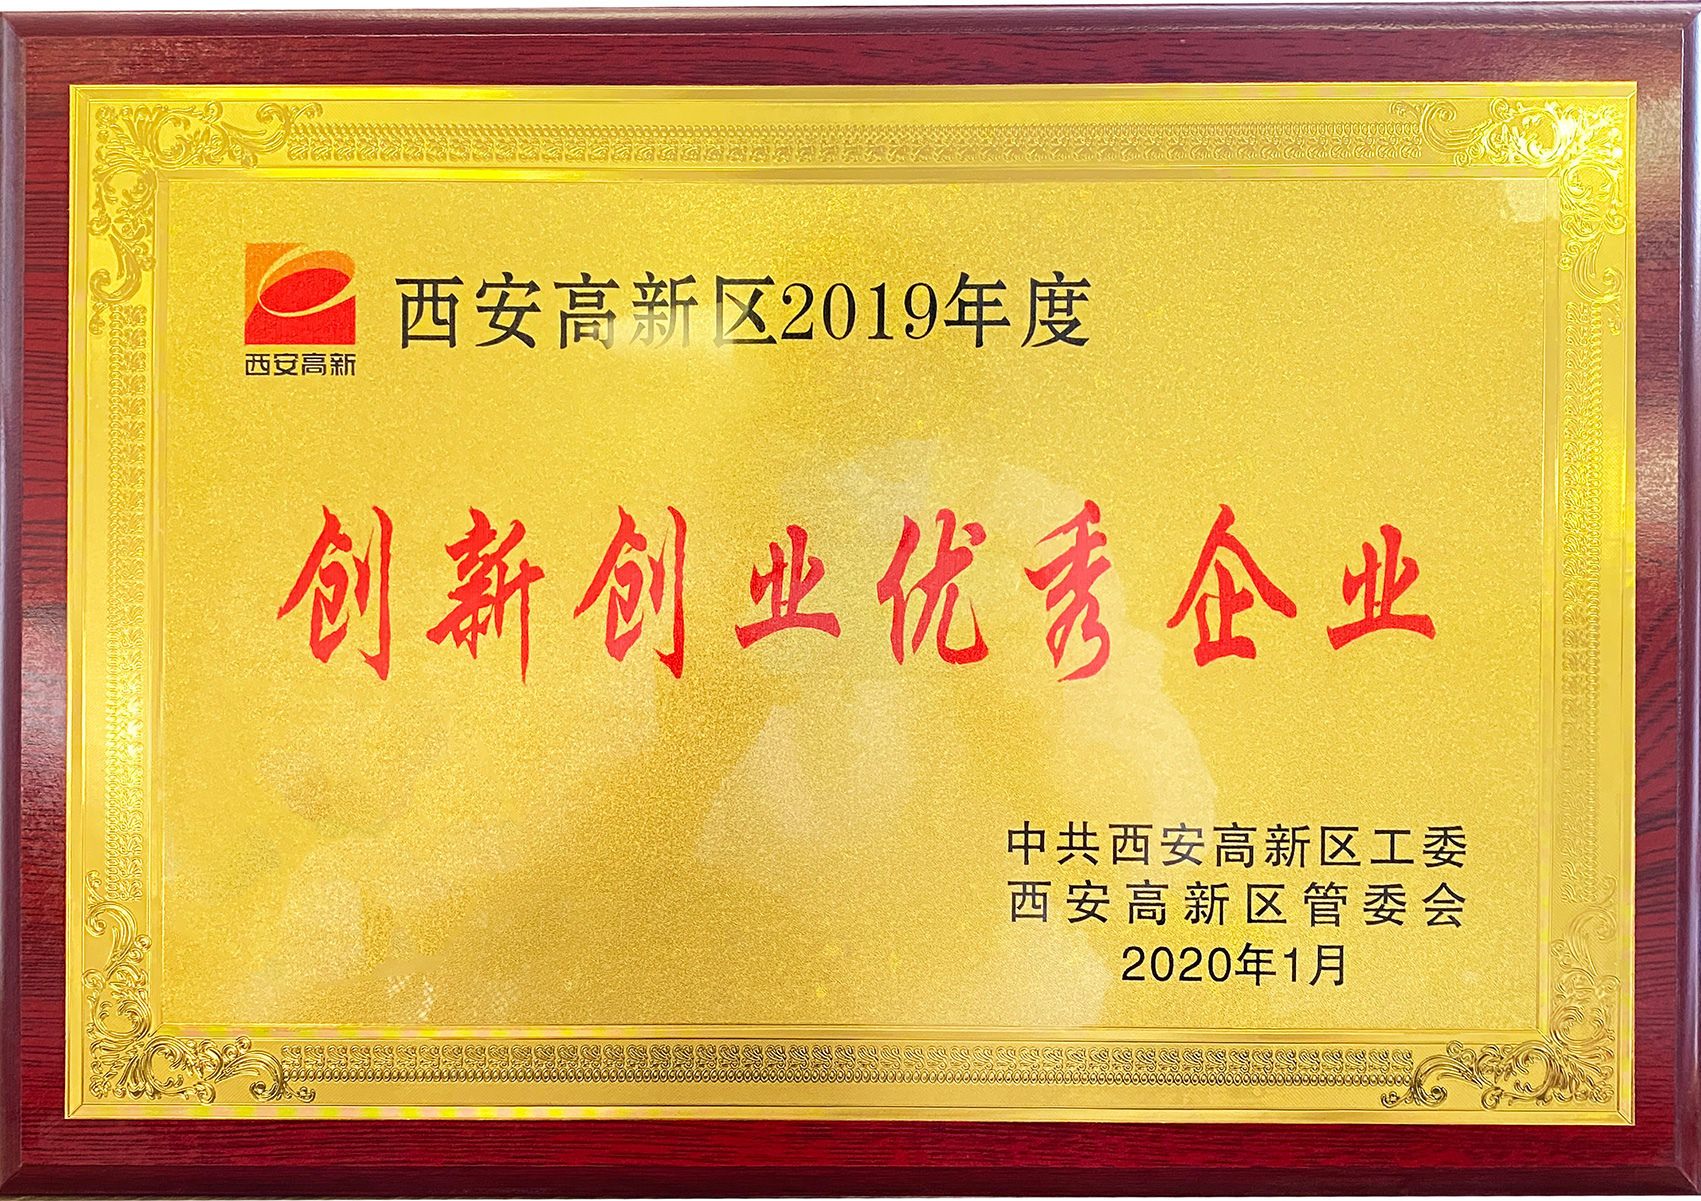 西安高新
西安高新区2019年度
创新创业优秀企业
中共西安高新区工委
西安高新区管委会
2020年1月